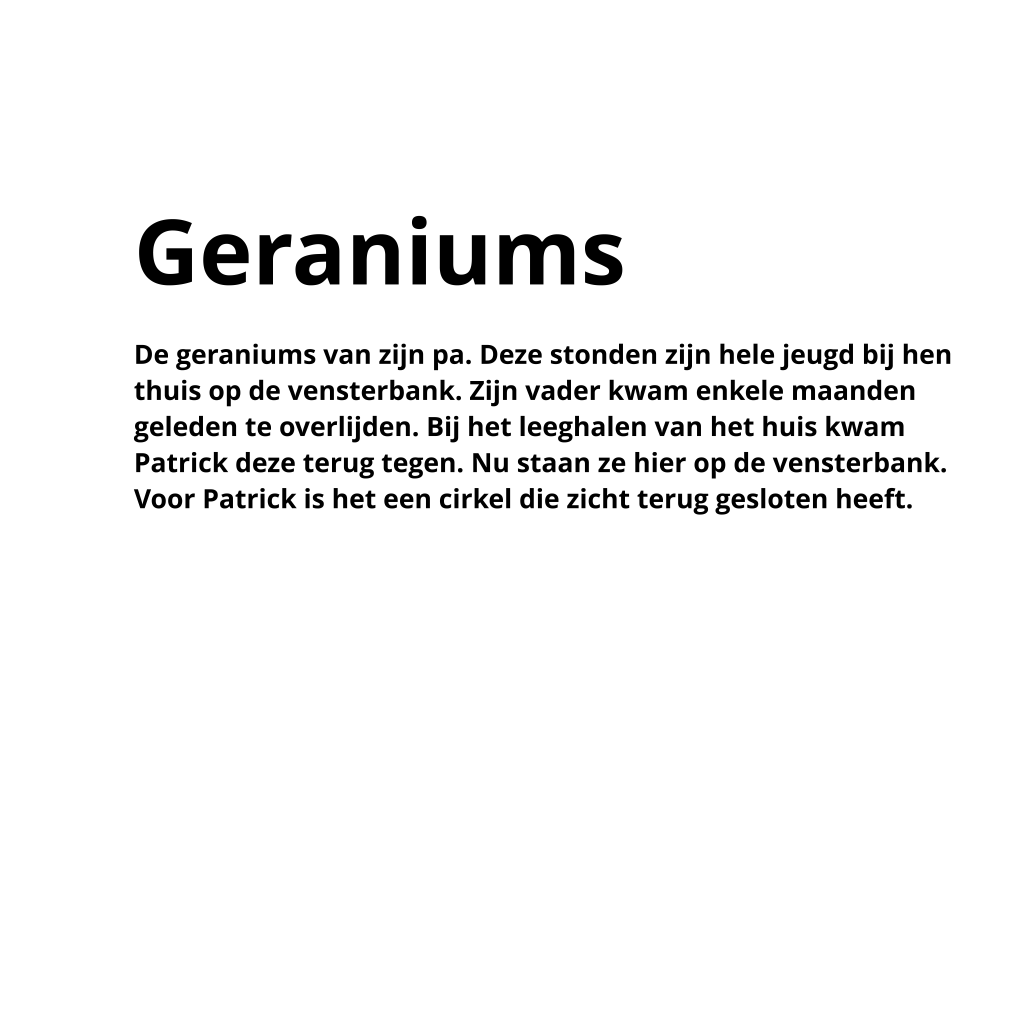 Geraniums
De geraniums van zijn pa. Deze stonden zijn hele jeugd bij hen
thuis op de vensterbank. Zijn vader kwam enkele maanden
geleden te overlijden. Bij het leeghalen van het huis kwam
Patrick deze terug tegen. Nu staan ze hier op de vensterbank.
Voor Patrick is het een cirkel die zicht terug gesloten heeft.